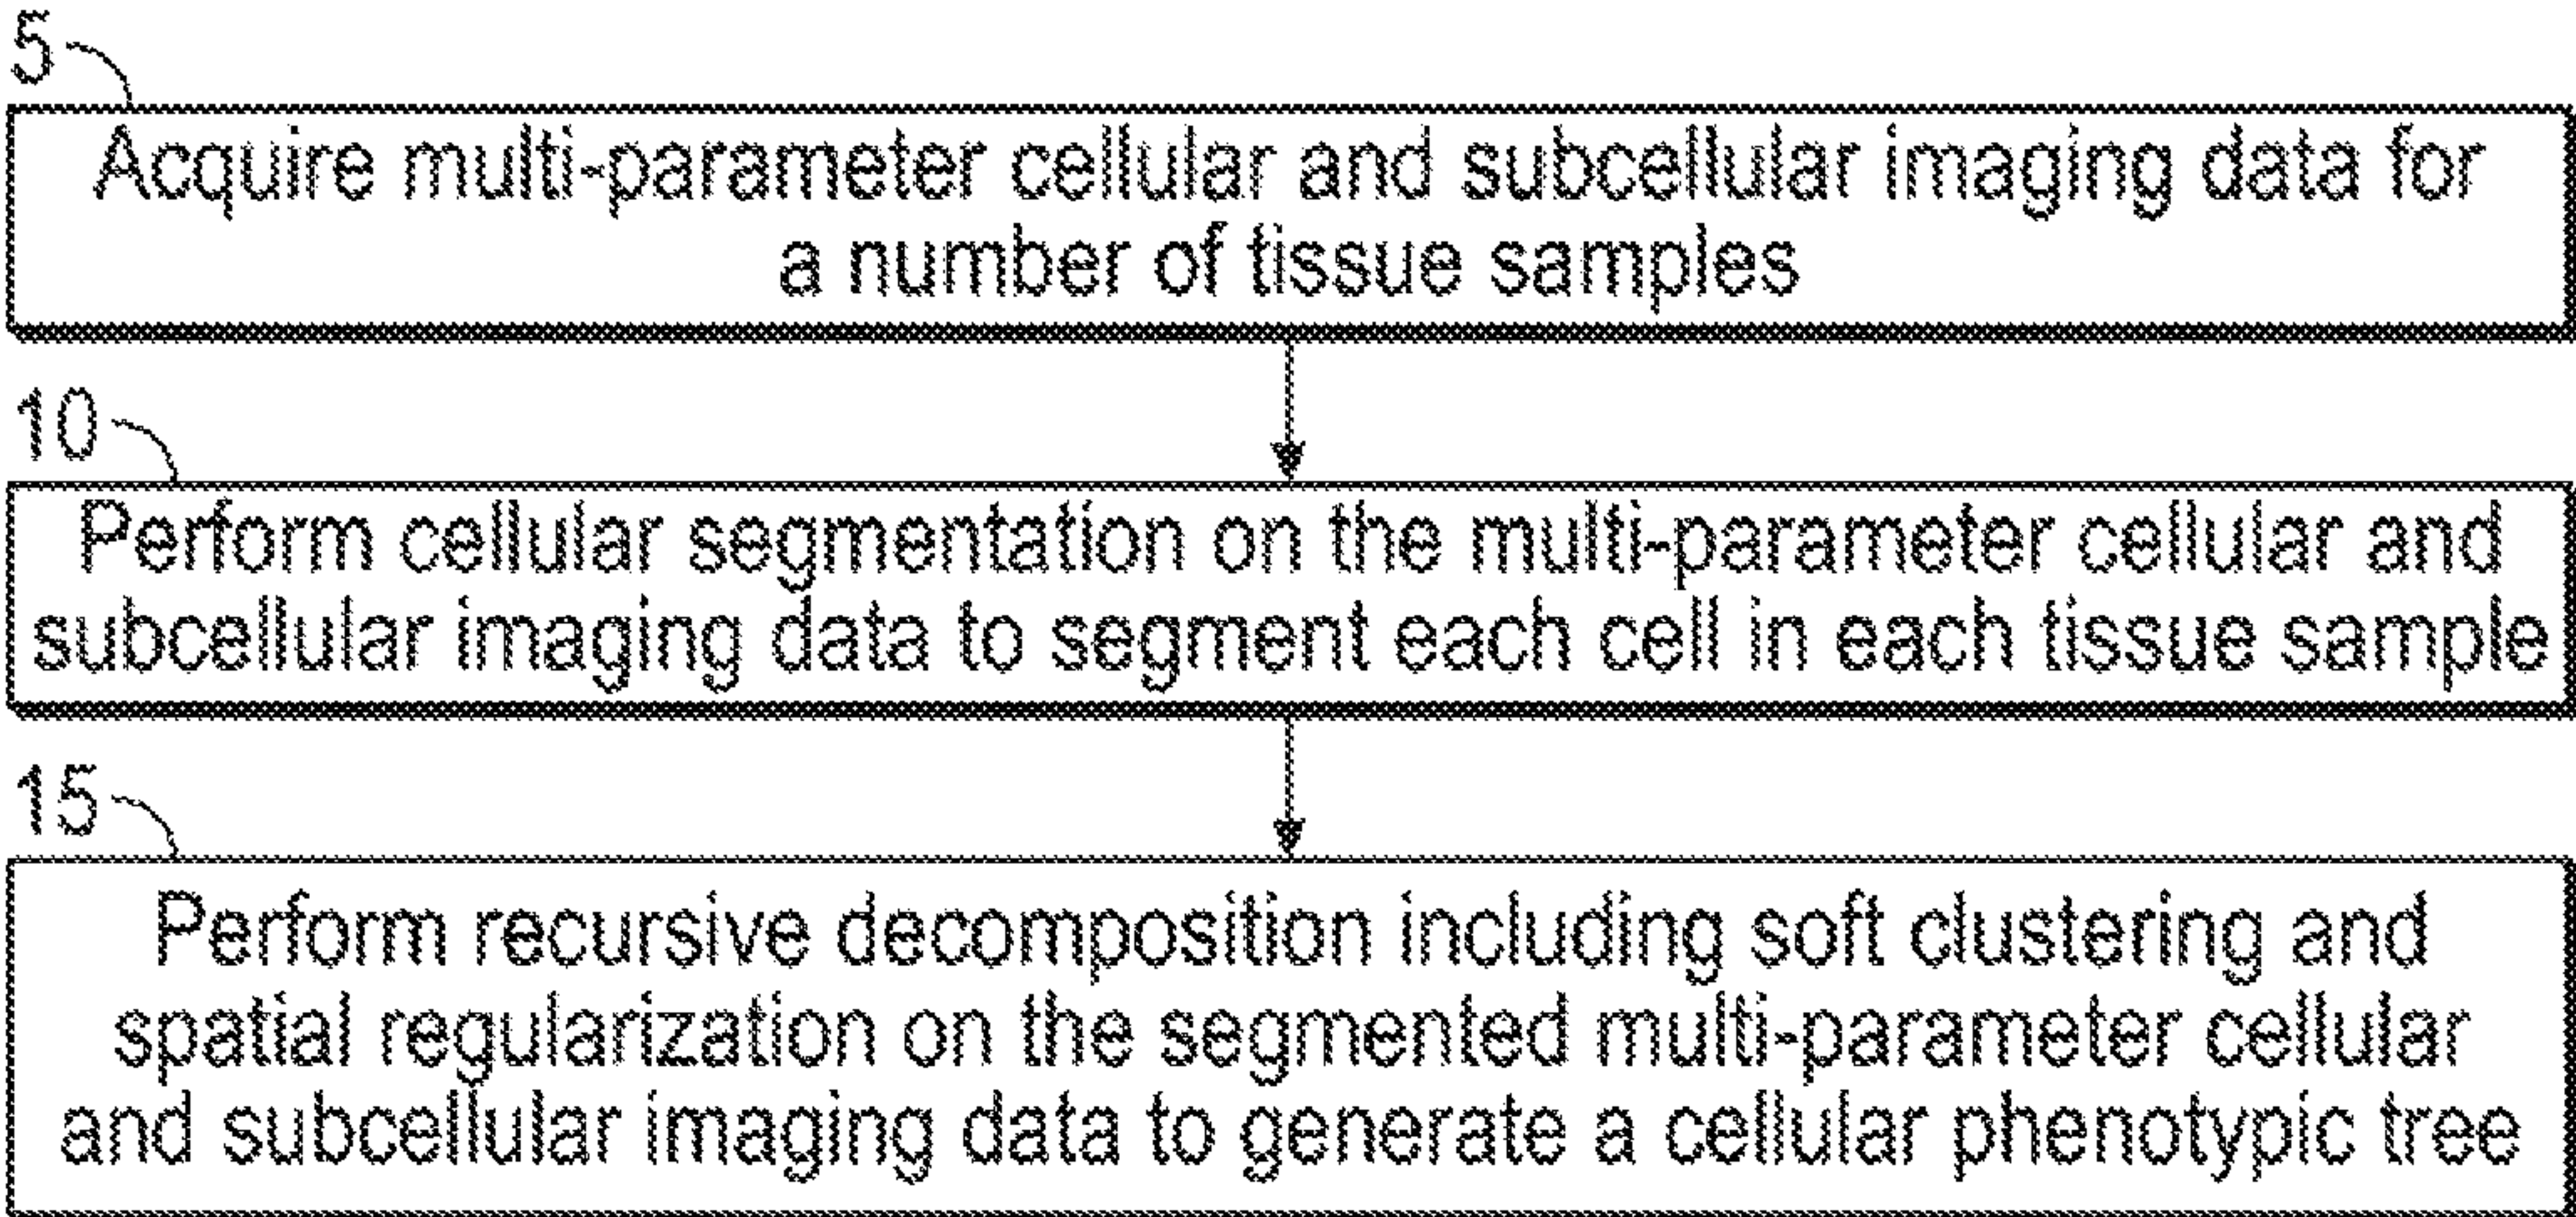 5
Acquire multi-parameter cellular and subcellular imaging data for
a number of tissue samples
10
Perform cellular segmentation on the multi-parameter cellular and
subcellular imaging data to segment each cell in each tissue sample
15
Perform recursive decomposition including soft clustering and
spatial regularization on the segmented multi-parameter cellular
and subcellular imaging data to generate a cellular phenotypic tree